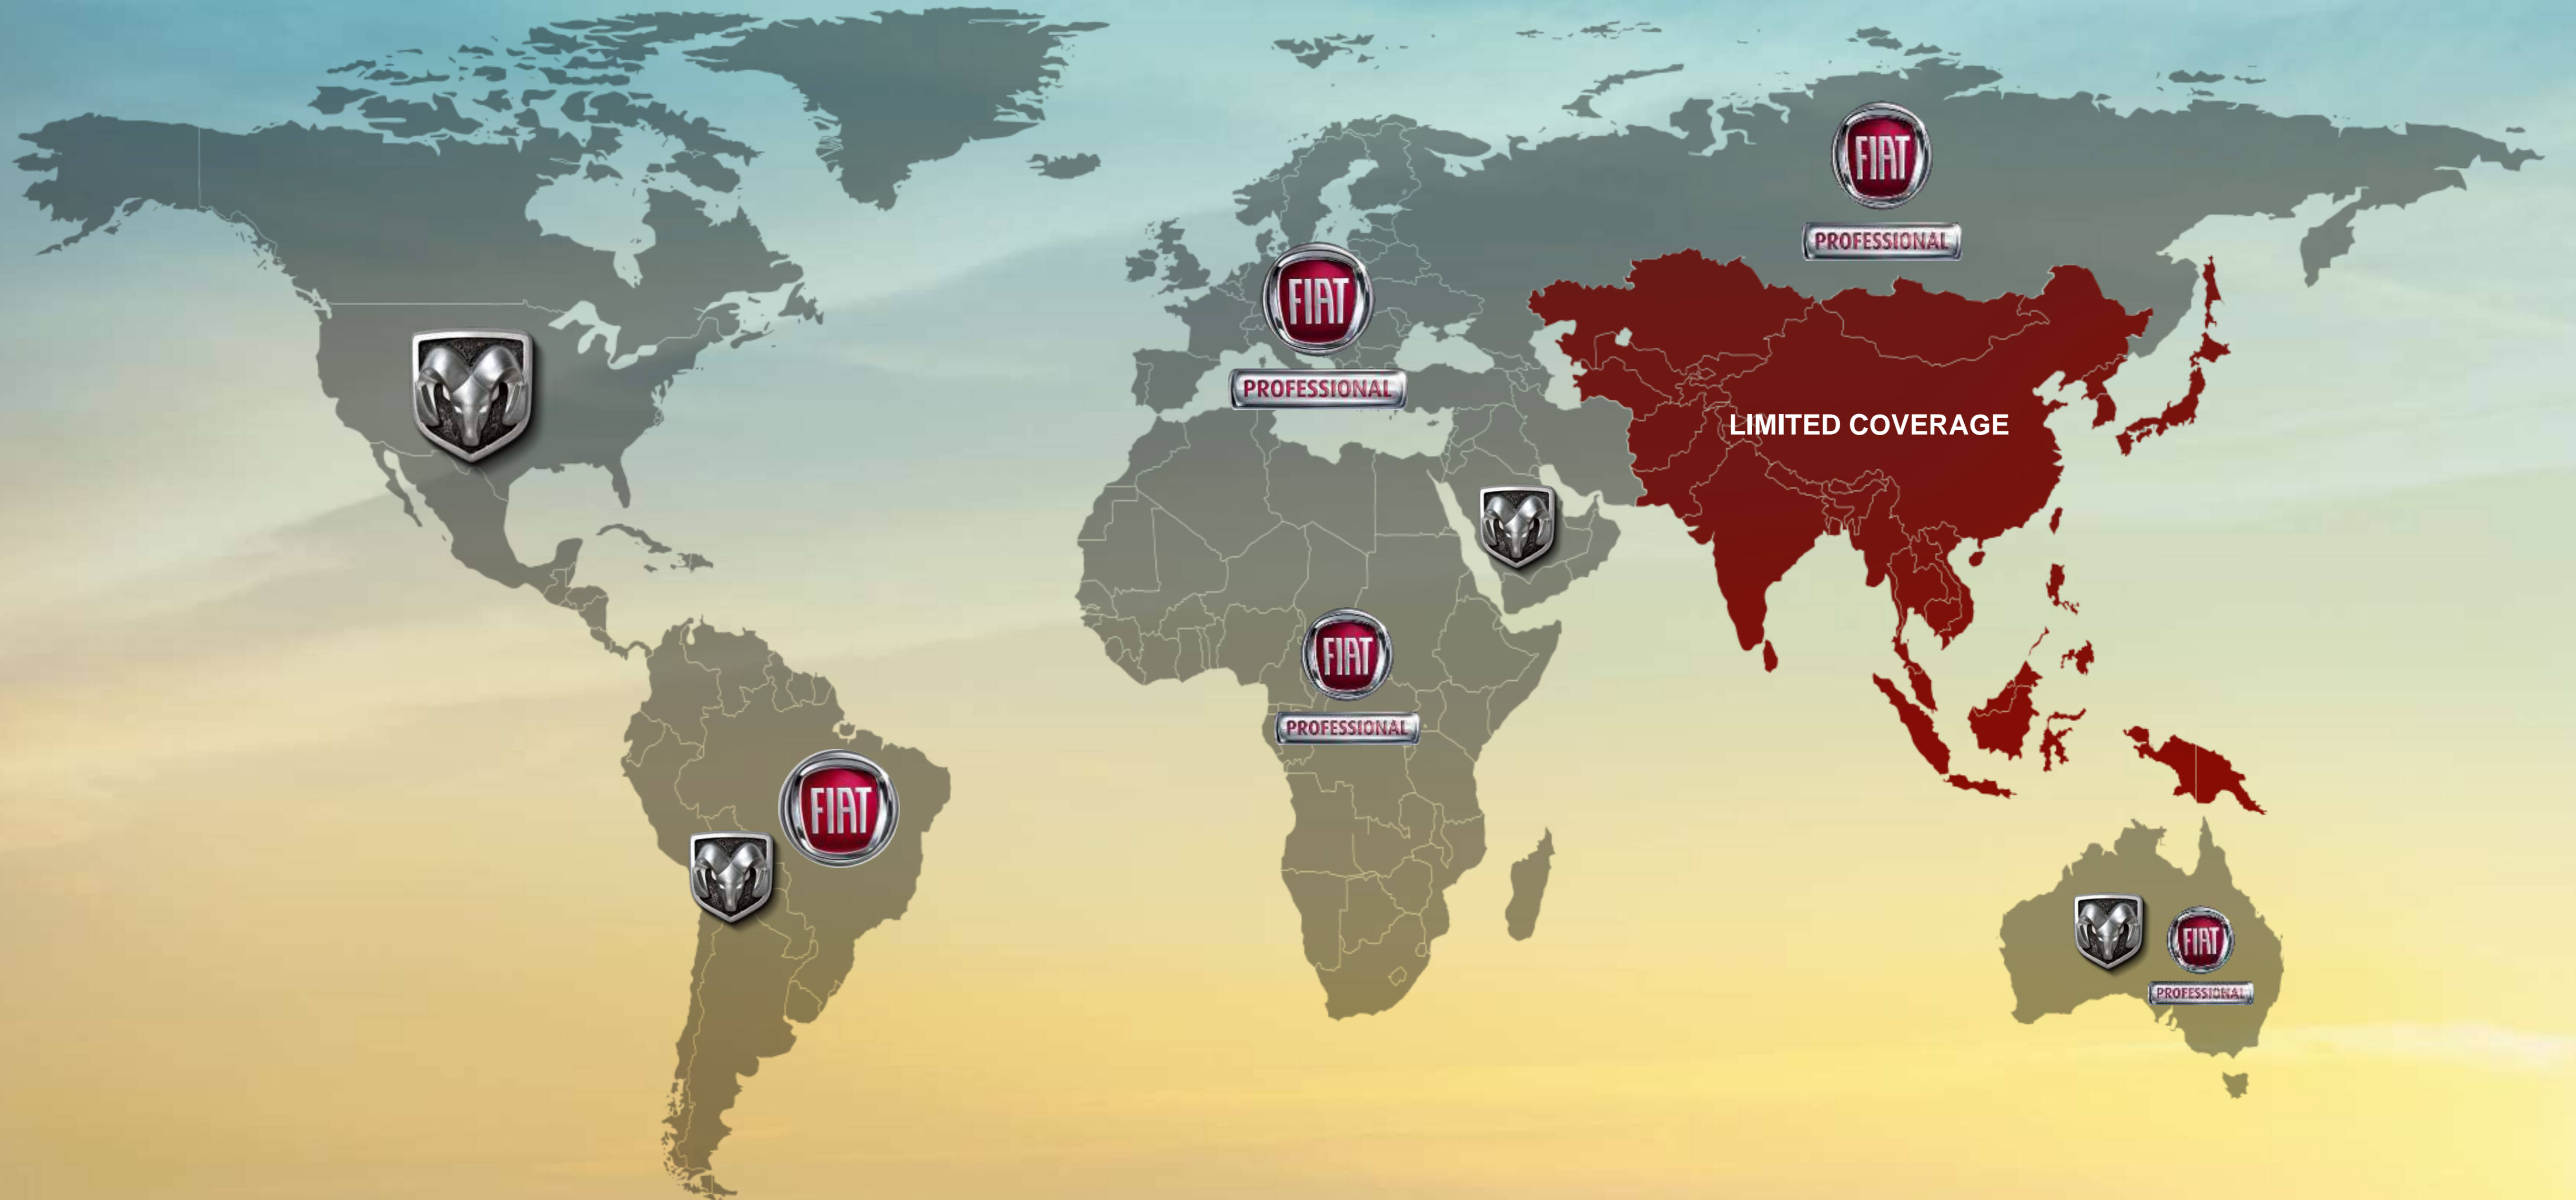 FIAT
PROFESSIONAL
FIAT
PROFESSIONAL
LIMITED COVERAGE
FIAT
PROFESSIONAL
FIAT
FIAT
PROFESSIONAL